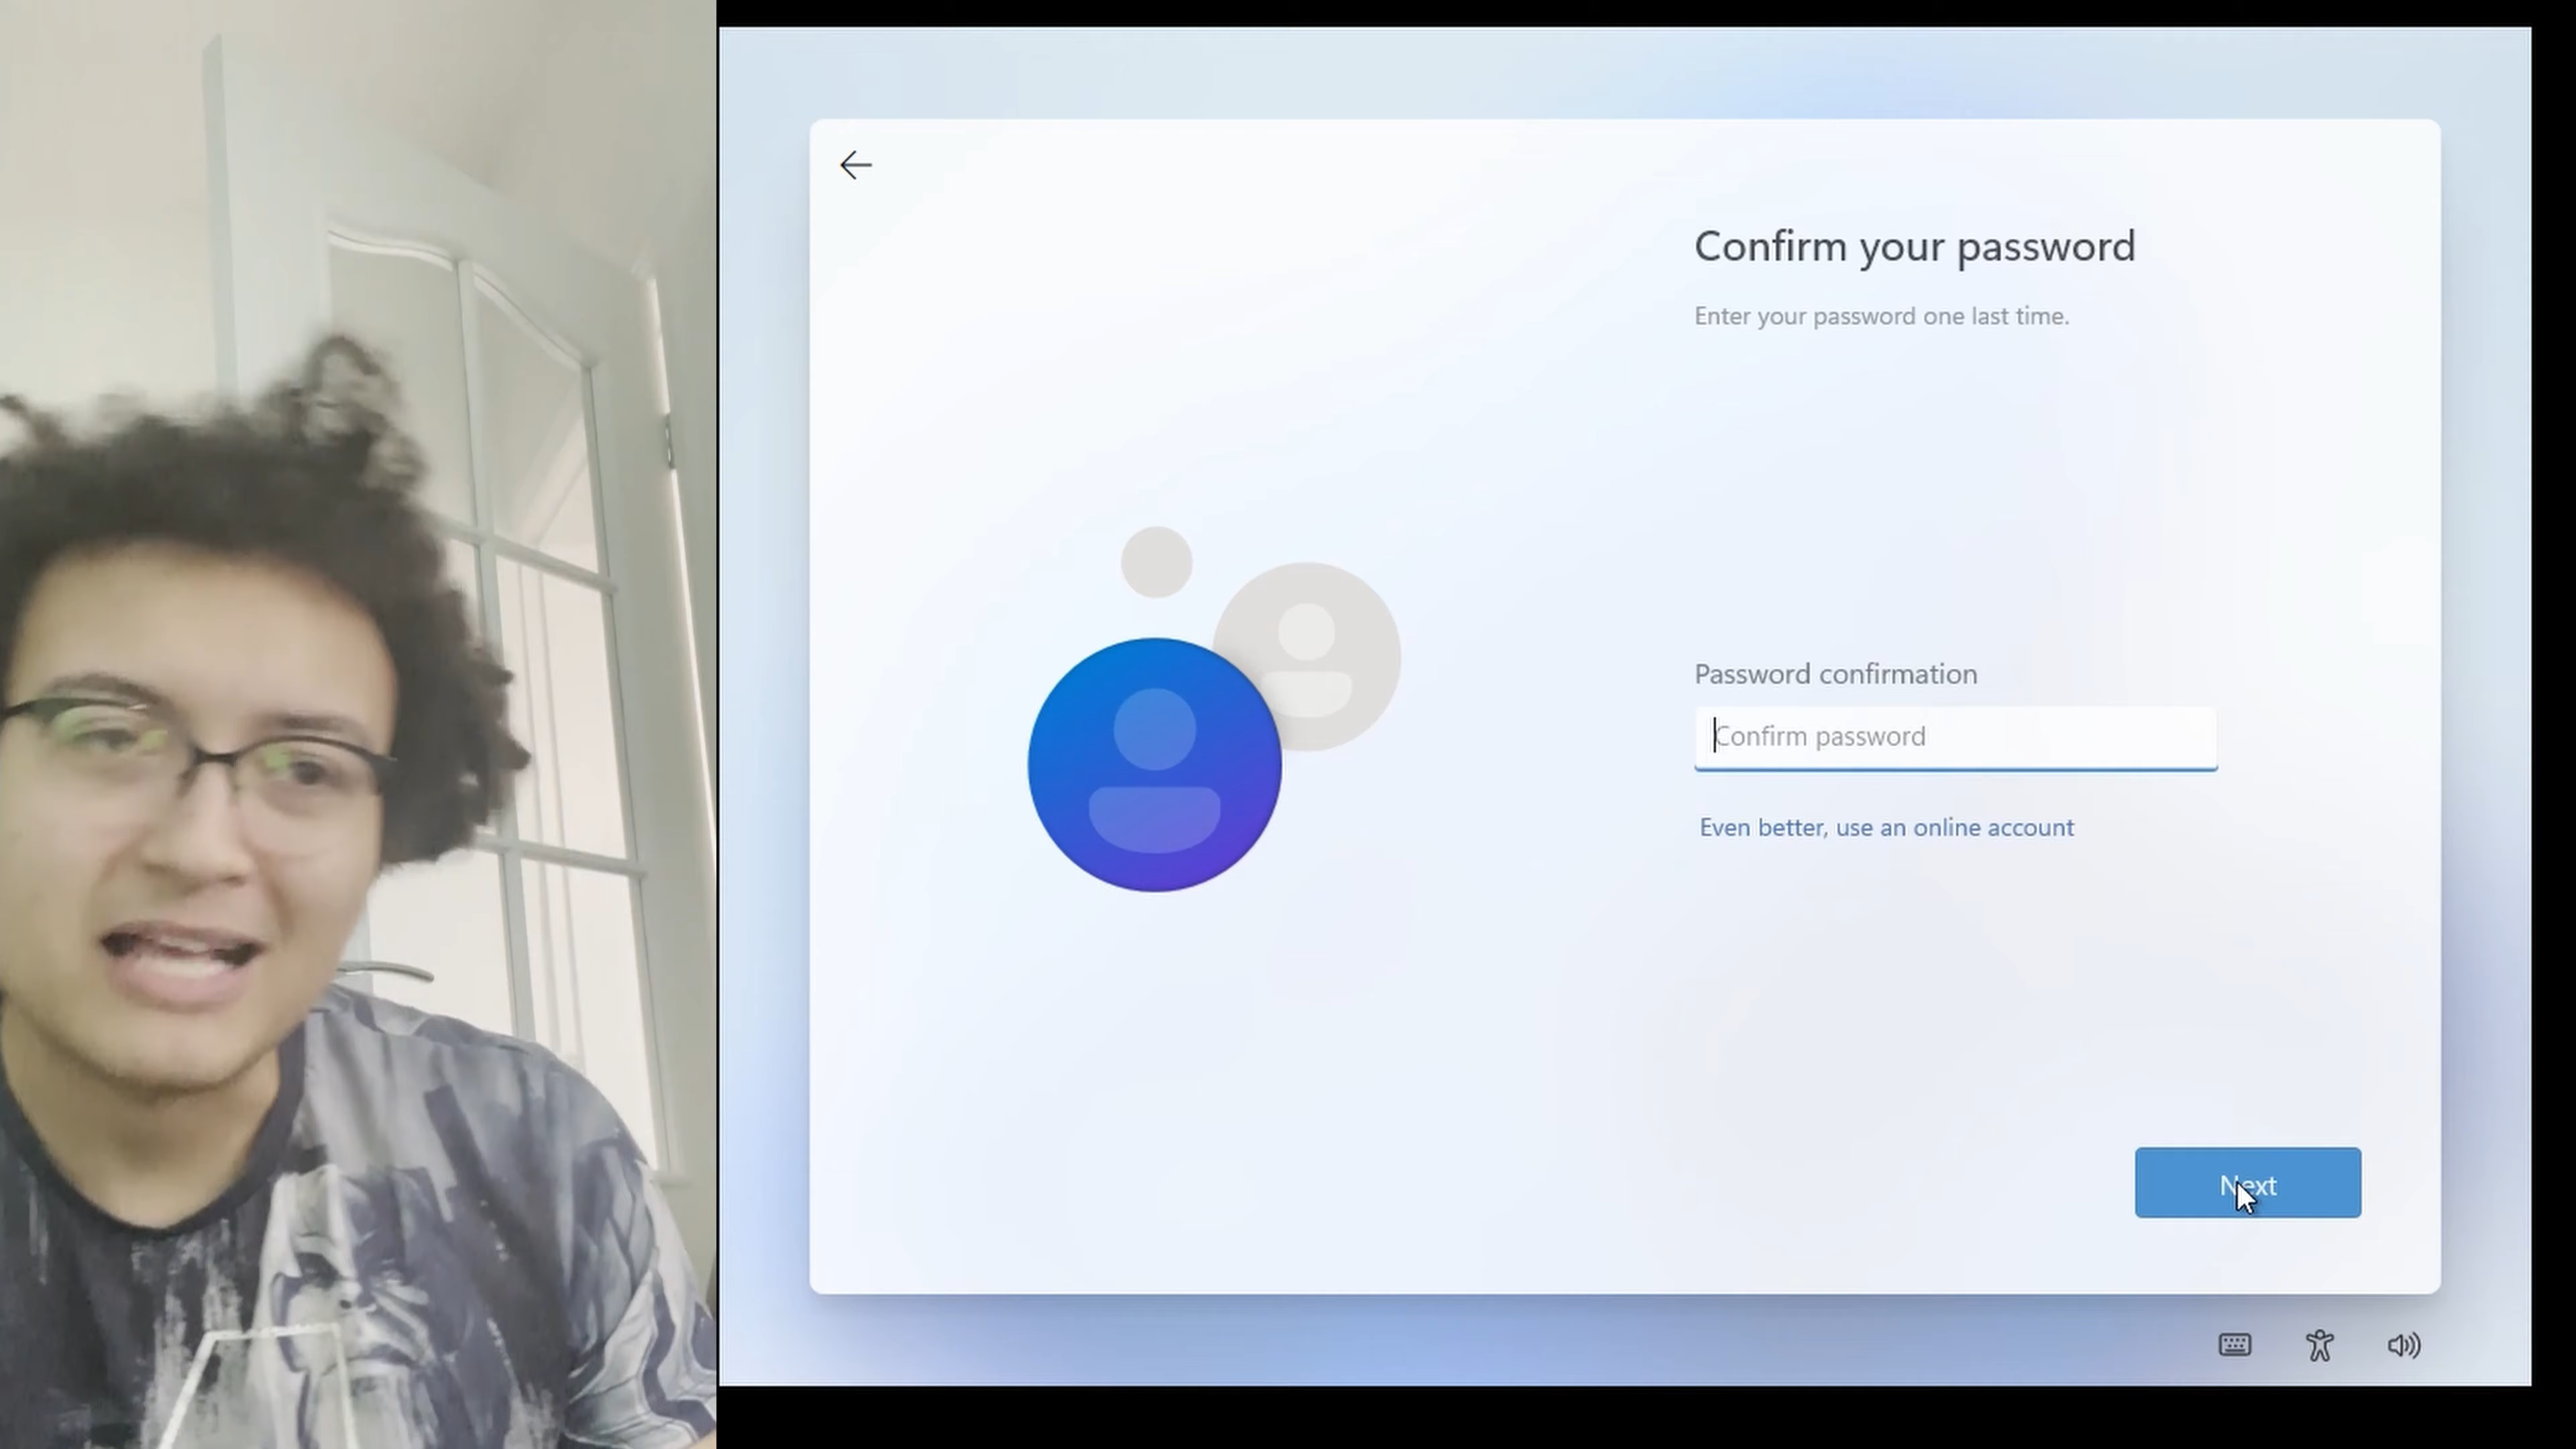 Confirm your password
Enter your password one last time.
Password confirmation
Confirm password
Even better, use an online account
Next